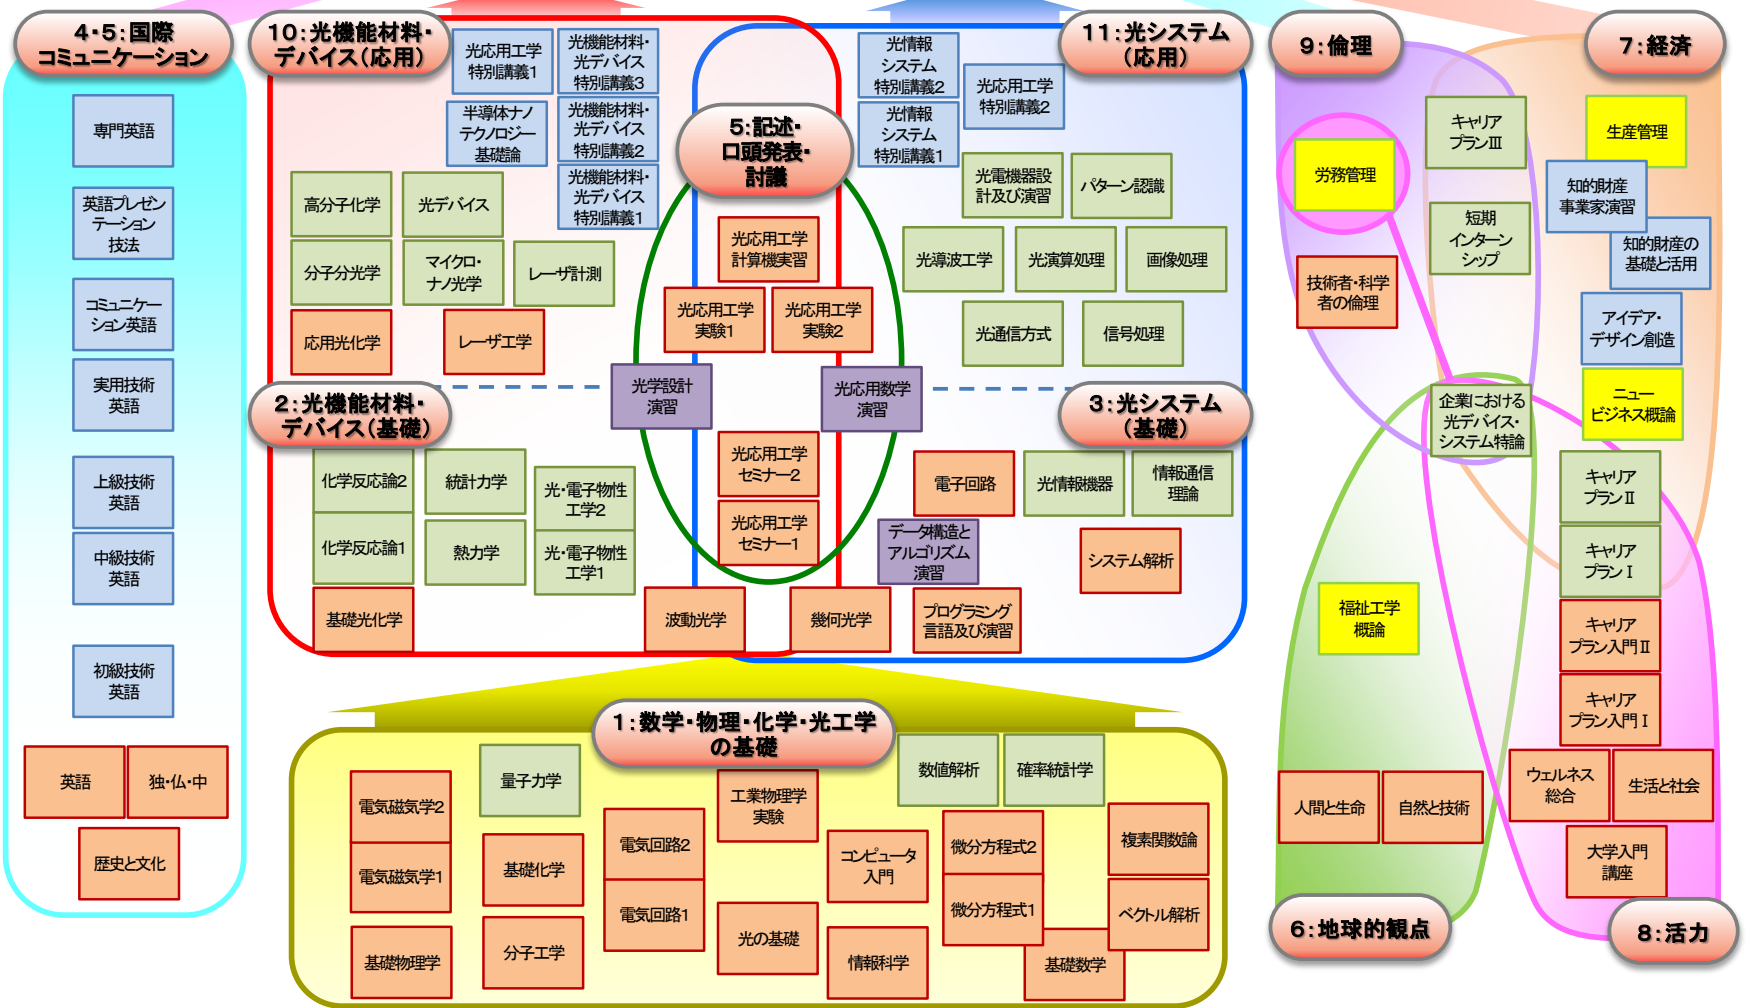 4・5：国際
コミュニケーション
専門英語
英語プレゼン
テーション
技法
コミュニケー
ション英語
実用技術
英語
上級技術
英語
中級技術
英語
初級技術
英語
英語
独・仏・中
歴史と文化
10：光機能材料・
デバイス（応用）
光応用工学
特別講義1
光機能材料・
光デバイス
特別講義3
半導体ナノ
テクノロジー
基礎論
光機能材料・
光デバイス
特別講義2
光機能材料・
光デバイス
特別講義1
高分子化学
光デバイス
分子分光学
マイクロ・
ナノ光学
レーザ計測
応用光化学
レーザ工学
5：記述・
口頭発表・
討議
光応用工学
計算機実習
光応用工学
実験1
光応用工学
実験2
光学設計
演習
光応用数学
演習
光応用工学
セミナー2
光応用工学
セミナー1
11：光システム
（応用）
光情報
システム
特別講義2
光応用工学
特別講義2
光情報
システム
特別講義1
光電機器設
計及び演習
パターン認識
光導波工学
光演算処理
画像処理
光通信方式
信号処理
2：光機能材料・
デバイス（基礎）
化学反応論2
統計力学
光・電子物性
工学2
化学反応論1
熱力学
光・電子物性
工学1
基礎光化学
波動光学
幾何光学
3：光システム
（基礎）
電子回路
光情報機器
情報通信
理論
データ構造と
アルゴリズム
演習
システム解析
プログラミング
言語及び演習
1：数学・物理・化学・光工学
の基礎
電気磁気学2
量子力学
工業物理学
実験
数値解析
確率統計学
電気磁気学1
基礎化学
電気回路2
コンピュータ
入門
微分方程式2
複素関数論
基礎物理学
分子工学
電気回路1
光の基礎
情報科学
微分方程式1
基礎数学
ベクトル解析
9：倫理
7：経済
キャリア
プランⅢ
生産管理
労務管理
知的財産
事業家演習
短期
インターン
シップ
知的財産の
基礎と活用
技術者・科学
者の倫理
アイデア・
デザイン創造
企業における
光デバイス・
システム特論
ニュー
ビジネス概論
キャリア
プランⅡ
キャリア
プランⅠ
福祉工学
概論
キャリア
プラン入門Ⅱ
キャリア
プラン入門Ⅰ
人間と生命
自然と技術
ウェルネス
総合
生活と社会
大学入門
講座
6：地球的観点
8：活力